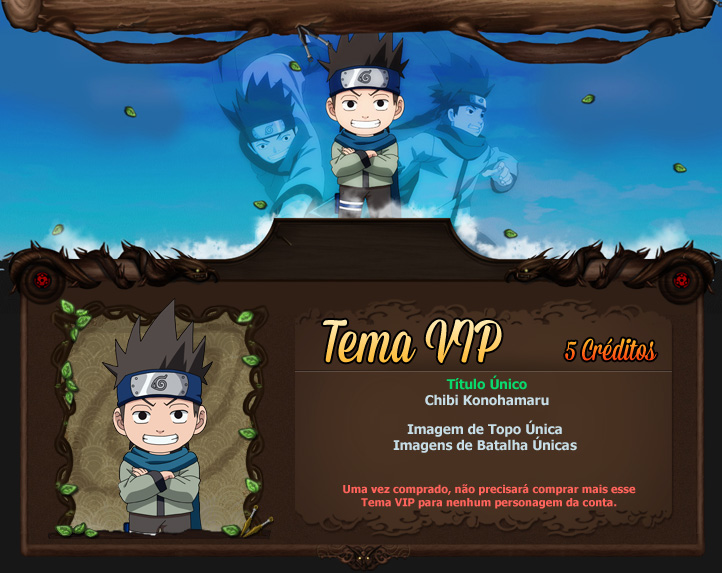 Tema VIP
5 Créditos
Título Único
Chibi Konohamaru
Imagem de Topo Única
Imagens de Batalha Únicas
Uma vez comprado, não precisará comprar mais esse
Tema VIP para nenhum personagem da conta.